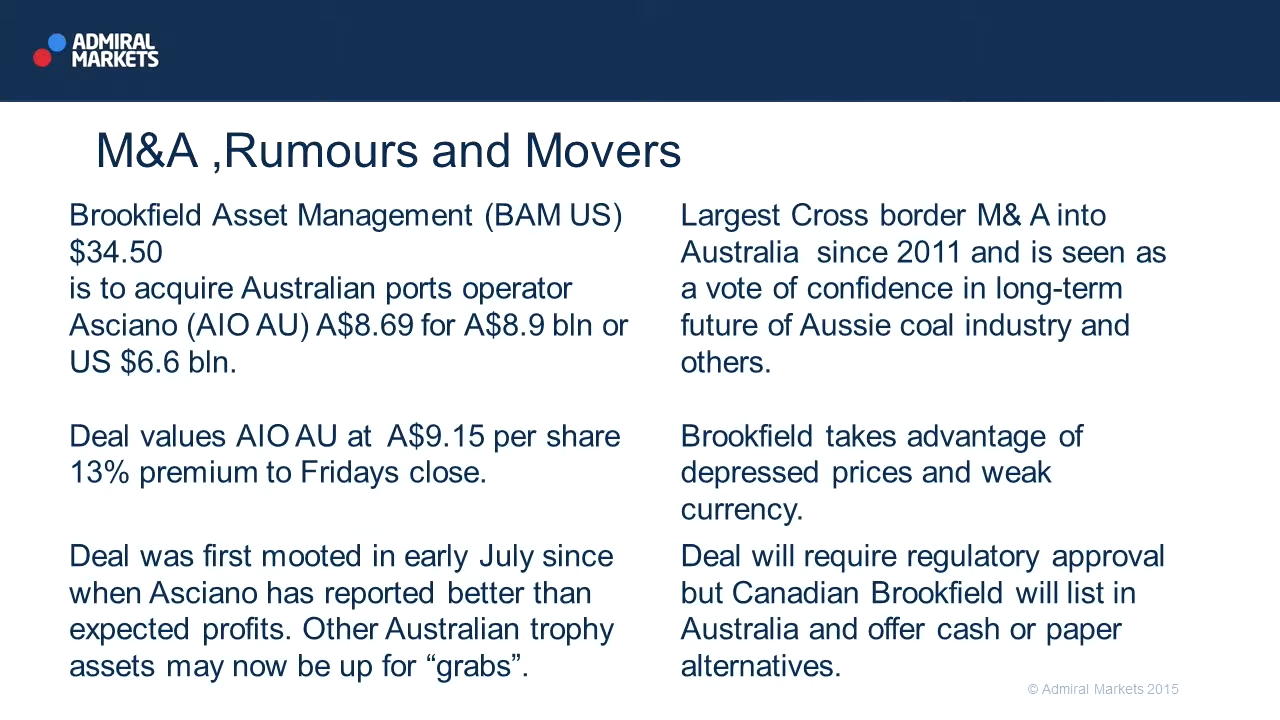 ADMIRAL
MARKETS
M&A ,Rumours and Movers
Brookfield Asset Management (BAM US)
$34.50
is to acquire Australian ports operator
Asciano (AIO AU) A$8.69 for A$8.9 bln or
US $6.6 bln.
Deal values AIO AU at A$9.15 per share
13% premium to Fridays close.
Deal was first mooted in early July since
when Asciano has reported better than
expected profits. Other Australian trophy
assets may now be up for “grabs”.
Largest Cross border M& A into
Australia since 2011 and is seen as
a vote of confidence in long-term
future of Aussie coal industry and
others.
Brookfield takes advantage of
depressed prices and weak
currency.
Deal will require regulatory approval
but Canadian Brookfield will list in
Australia and offer cash or paper
alternatives.
© Admiral Markets 2015